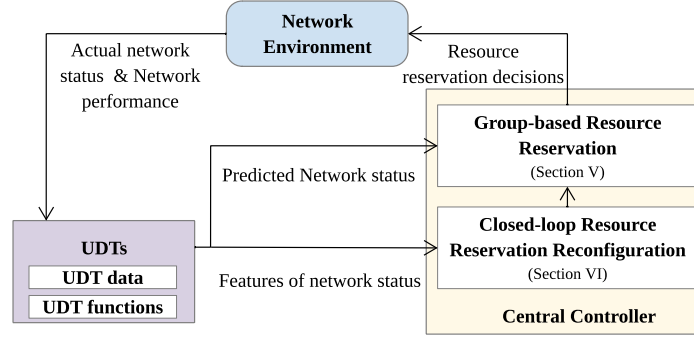 Network
Environment
Actual network
status & Network
performance
Resource
reservation decisions
Group-based Resource
Reservation
(Section V)
Predicted Network status
Closed-loop Resource
Reservation Reconfiguration
(Section VI)
UDTs
UDT data
UDT functions
Features of network status
Central Controller